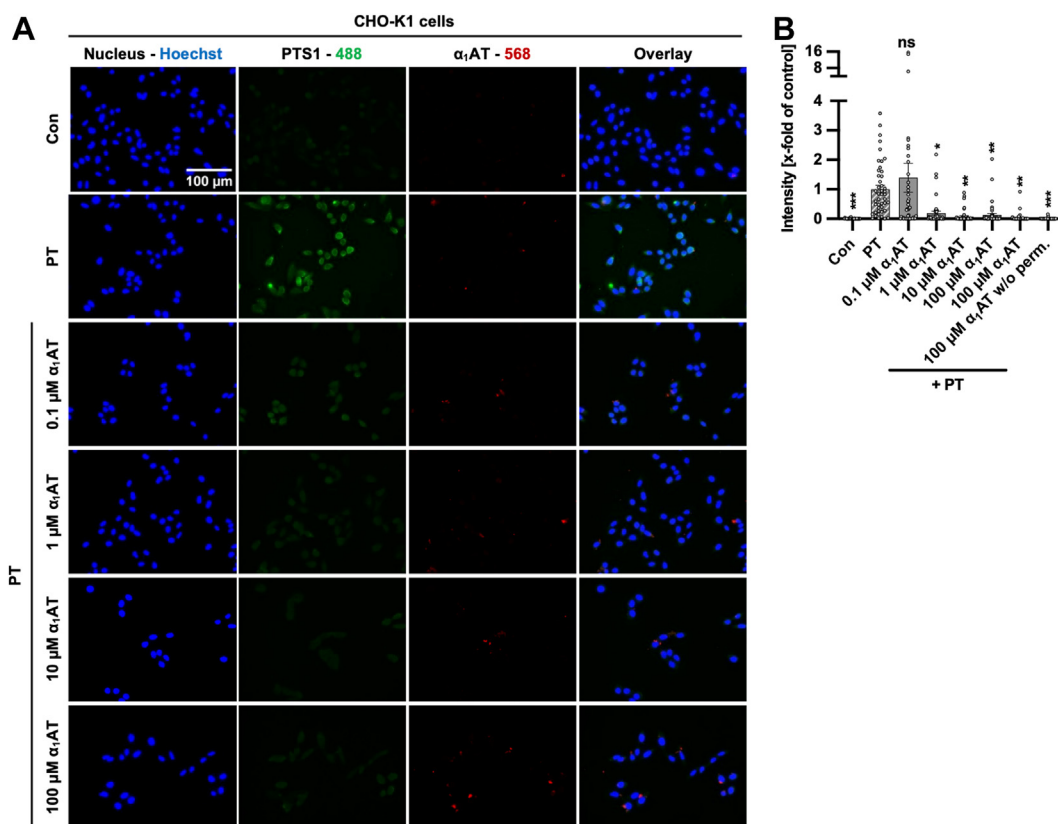 A
CHO-K1 cells
Nucleus - Hoechst PTS1 - 488 α₁AT - 568 Overlay
Con
100 µm
PT
0.1 µM α₁AT
1 µM α₁AT
10 µM α₁AT
100 µM α₁AT
PT
B
Intensity [x-fold of control]
16
8
4
3
2
1
0
ns
***
*
**
**
**
***
Con
PT
0.1 µM α₁AT
1 µM α₁AT
10 µM α₁AT
100 µM α₁AT
100 µM α₁AT
100 µM α₁AT w/o perm.
+ PT